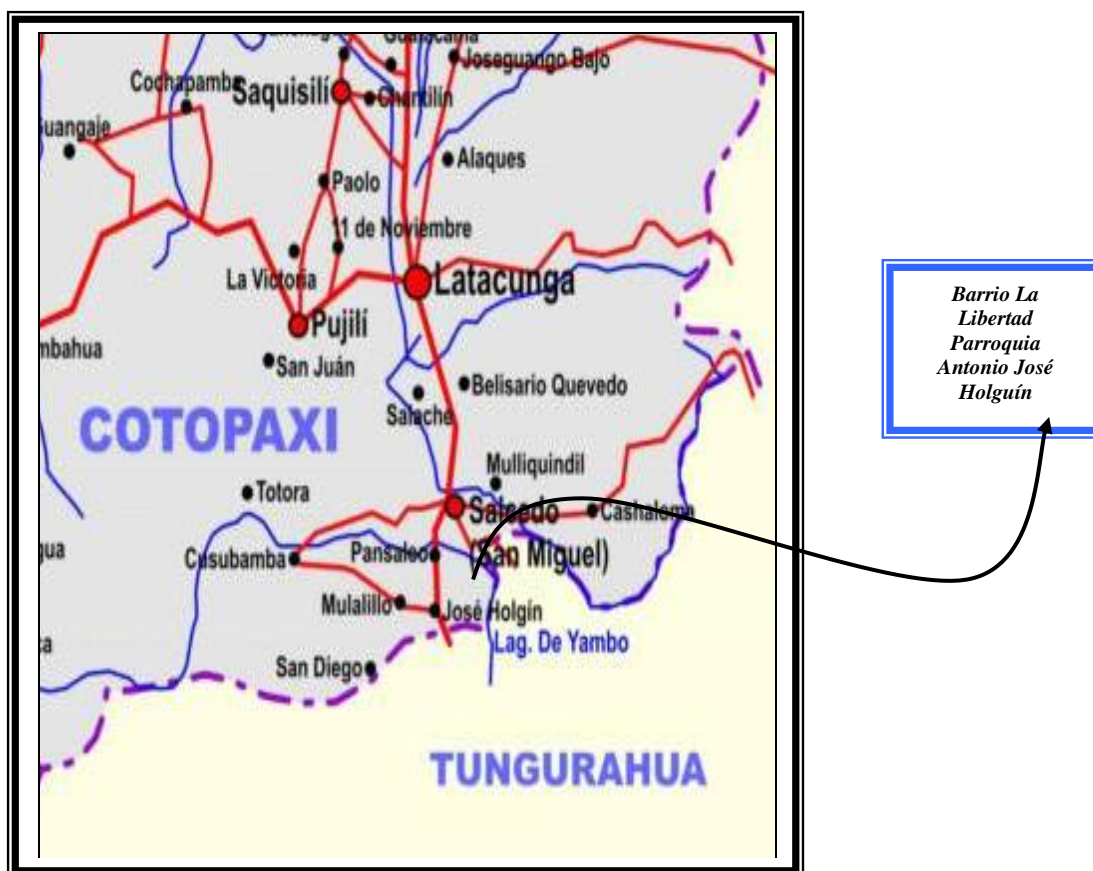 Joseguango Bajo
Cochapamba
Saquisilí
Chantilín
Guangaje
Alaques
Paolo
11 de Noviembre
La Victoria
Latacunga
Pujilí
San Juán
Belisario Quevedo
Salache
COTOPAXI
Mulliquindil
Totora
Salcedo
Cashaloma
Cusubamba
Pansaleo
(San Miguel)
Mulalillo
José Holgín
Lag. De Yambo
San Diego
TUNGURAHUA
Barrio La
Libertad
Parroquia
Antonio José
Holguín